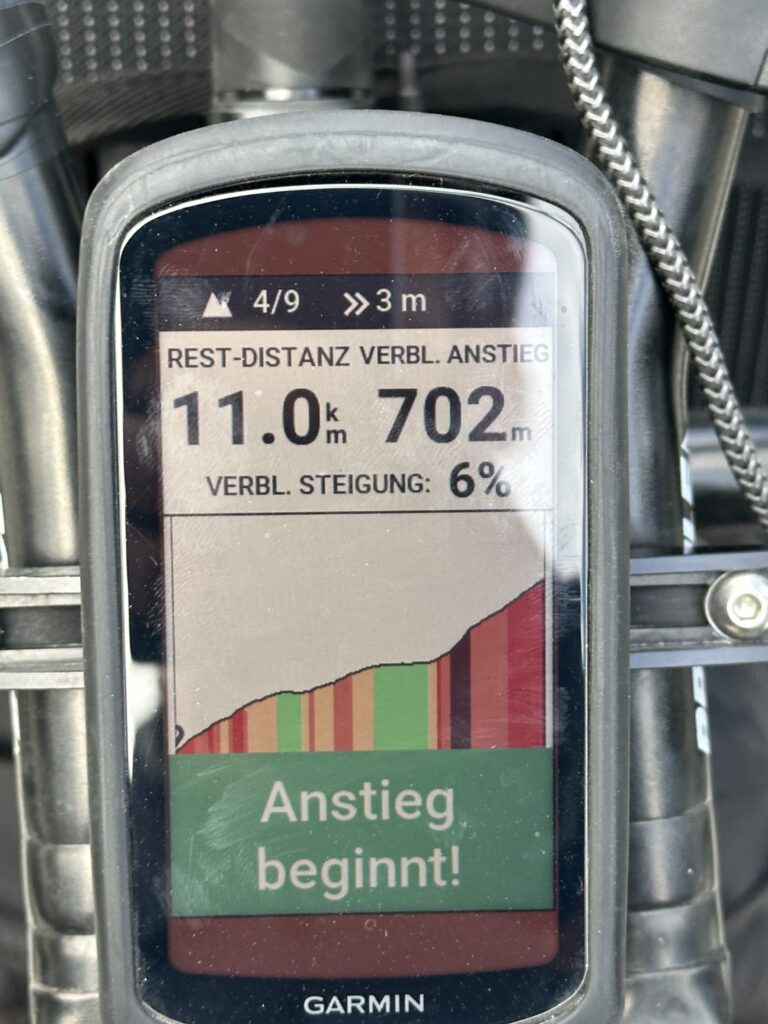 4/9 >> 3 m
REST-DISTANZ VERBL. ANSTIEG
11.0 km 702 m
VERBL. STEIGUNG: 6%
Anstieg
beginnt!
GARMIN